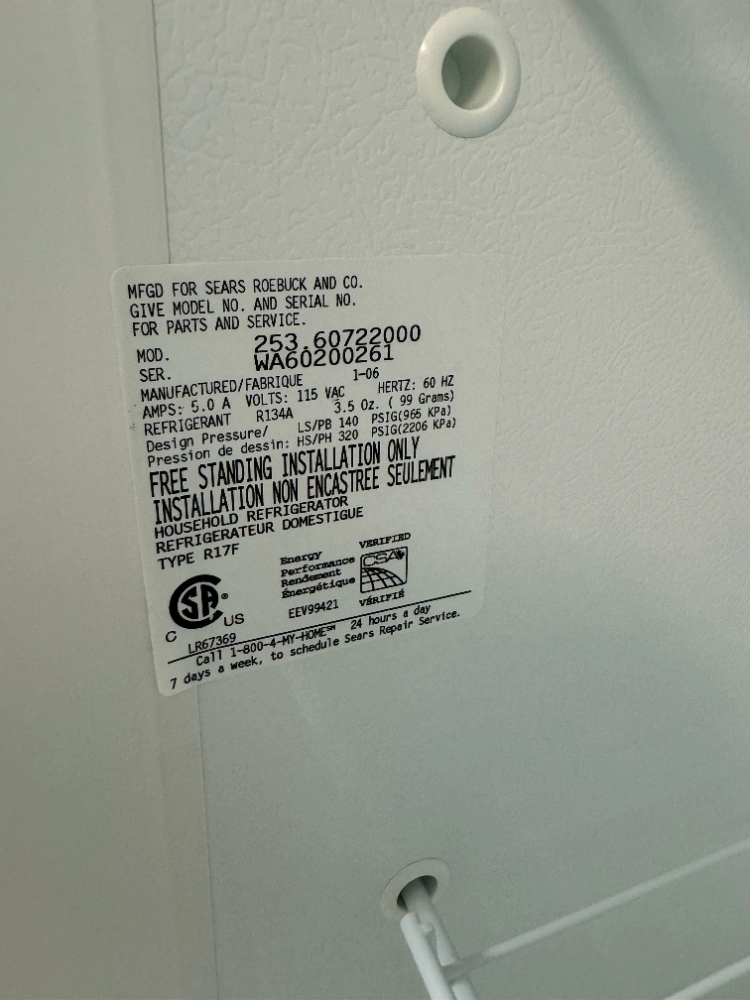 MFGD FOR SEARS ROEBUCK AND CO.
GIVE MODEL NO. AND SERIAL NO.
FOR PARTS AND SERVICE.
MOD. 253.60722000
SER. WA60200261
MANUFACTURED/FABRIQUE 1-06
AMPS: 5.0 A VOLTS: 115 VAC HERTZ: 60 HZ
REFRIGERANT R134A 3.5 Oz. ( 99 Grams)
Design Pressure/ LS/PB 140 PSIG(965 KPa)
Pression de dessin: HS/PH 320 PSIG(2206 KPa)
FREE STANDING INSTALLATION ONLY
INSTALLATION NON ENCASTREE SEULEMENT
HOUSEHOLD REFRIGERATOR
REFRIGERATEUR DOMESTIGUE
TYPE R17F
SA®
C US
LR67369
Energy
Performance
Rendement
Énergétique
EEV99421
VERIFIED
CSA
VÉRIFIÉ
Call 1-800-4-MY-HOME℠ 24 hours a day
7 days a week, to schedule Sears Repair Service.